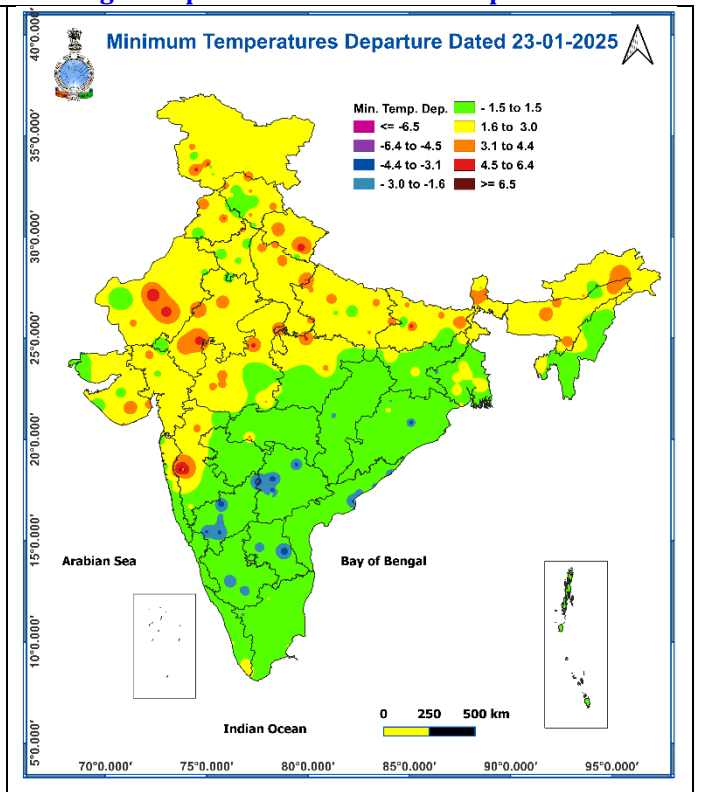 Minimum Temperatures Departure Dated 23-01-2025
Min. Temp. Dep.
<= -6.5
-6.4 to -4.5
-4.4 to -3.1
- 3.0 to -1.6
- 1.5 to 1.5
1.6 to 3.0
3.1 to 4.4
4.5 to 6.4
>= 6.5
40°0.000'
35°0.000'
30°0.000'
25°0.000'
20°0.000'
15°0.000'
10°0.000'
5°0.000'
Arabian Sea
Bay of Bengal
Indian Ocean
0 250 500 km
70°0.000' 75°0.000' 80°0.000' 85°0.000' 90°0.000' 95°0.000'